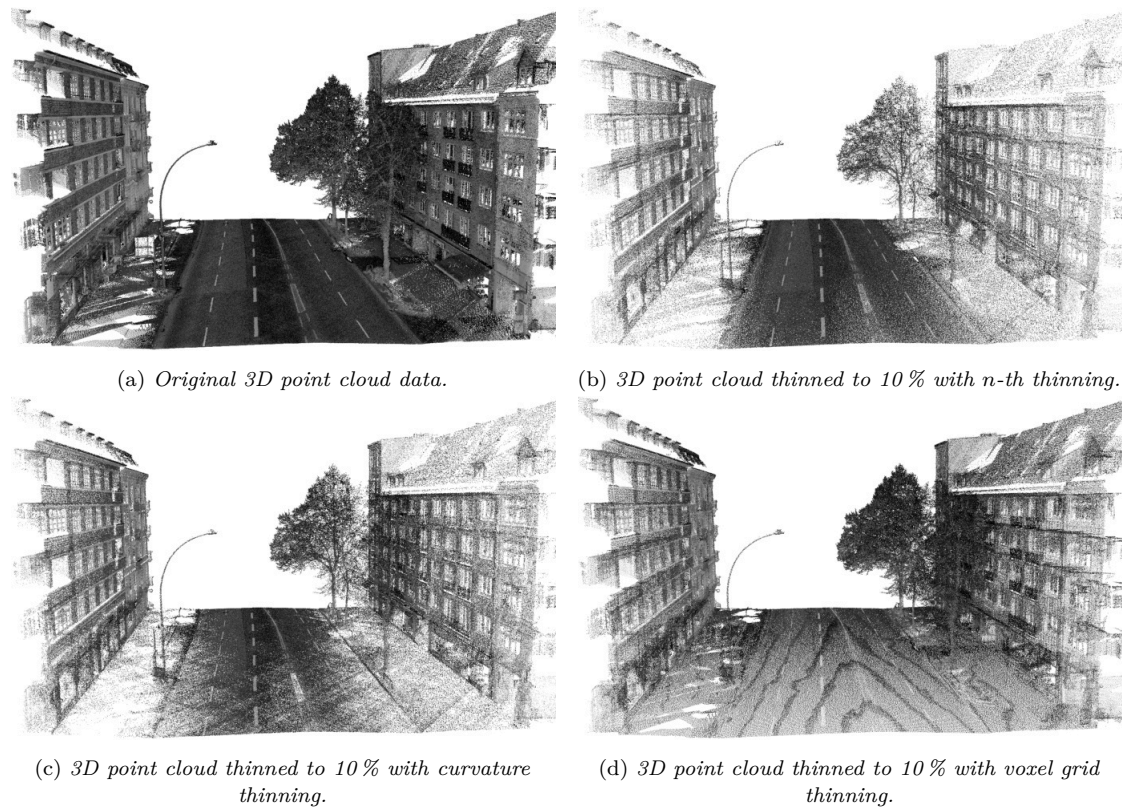 (a) Original 3D point cloud data.
(b) 3D point cloud thinned to 10 % with n-th thinning.
(c) 3D point cloud thinned to 10 % with curvature
thinning.
(d) 3D point cloud thinned to 10 % with voxel grid
thinning.